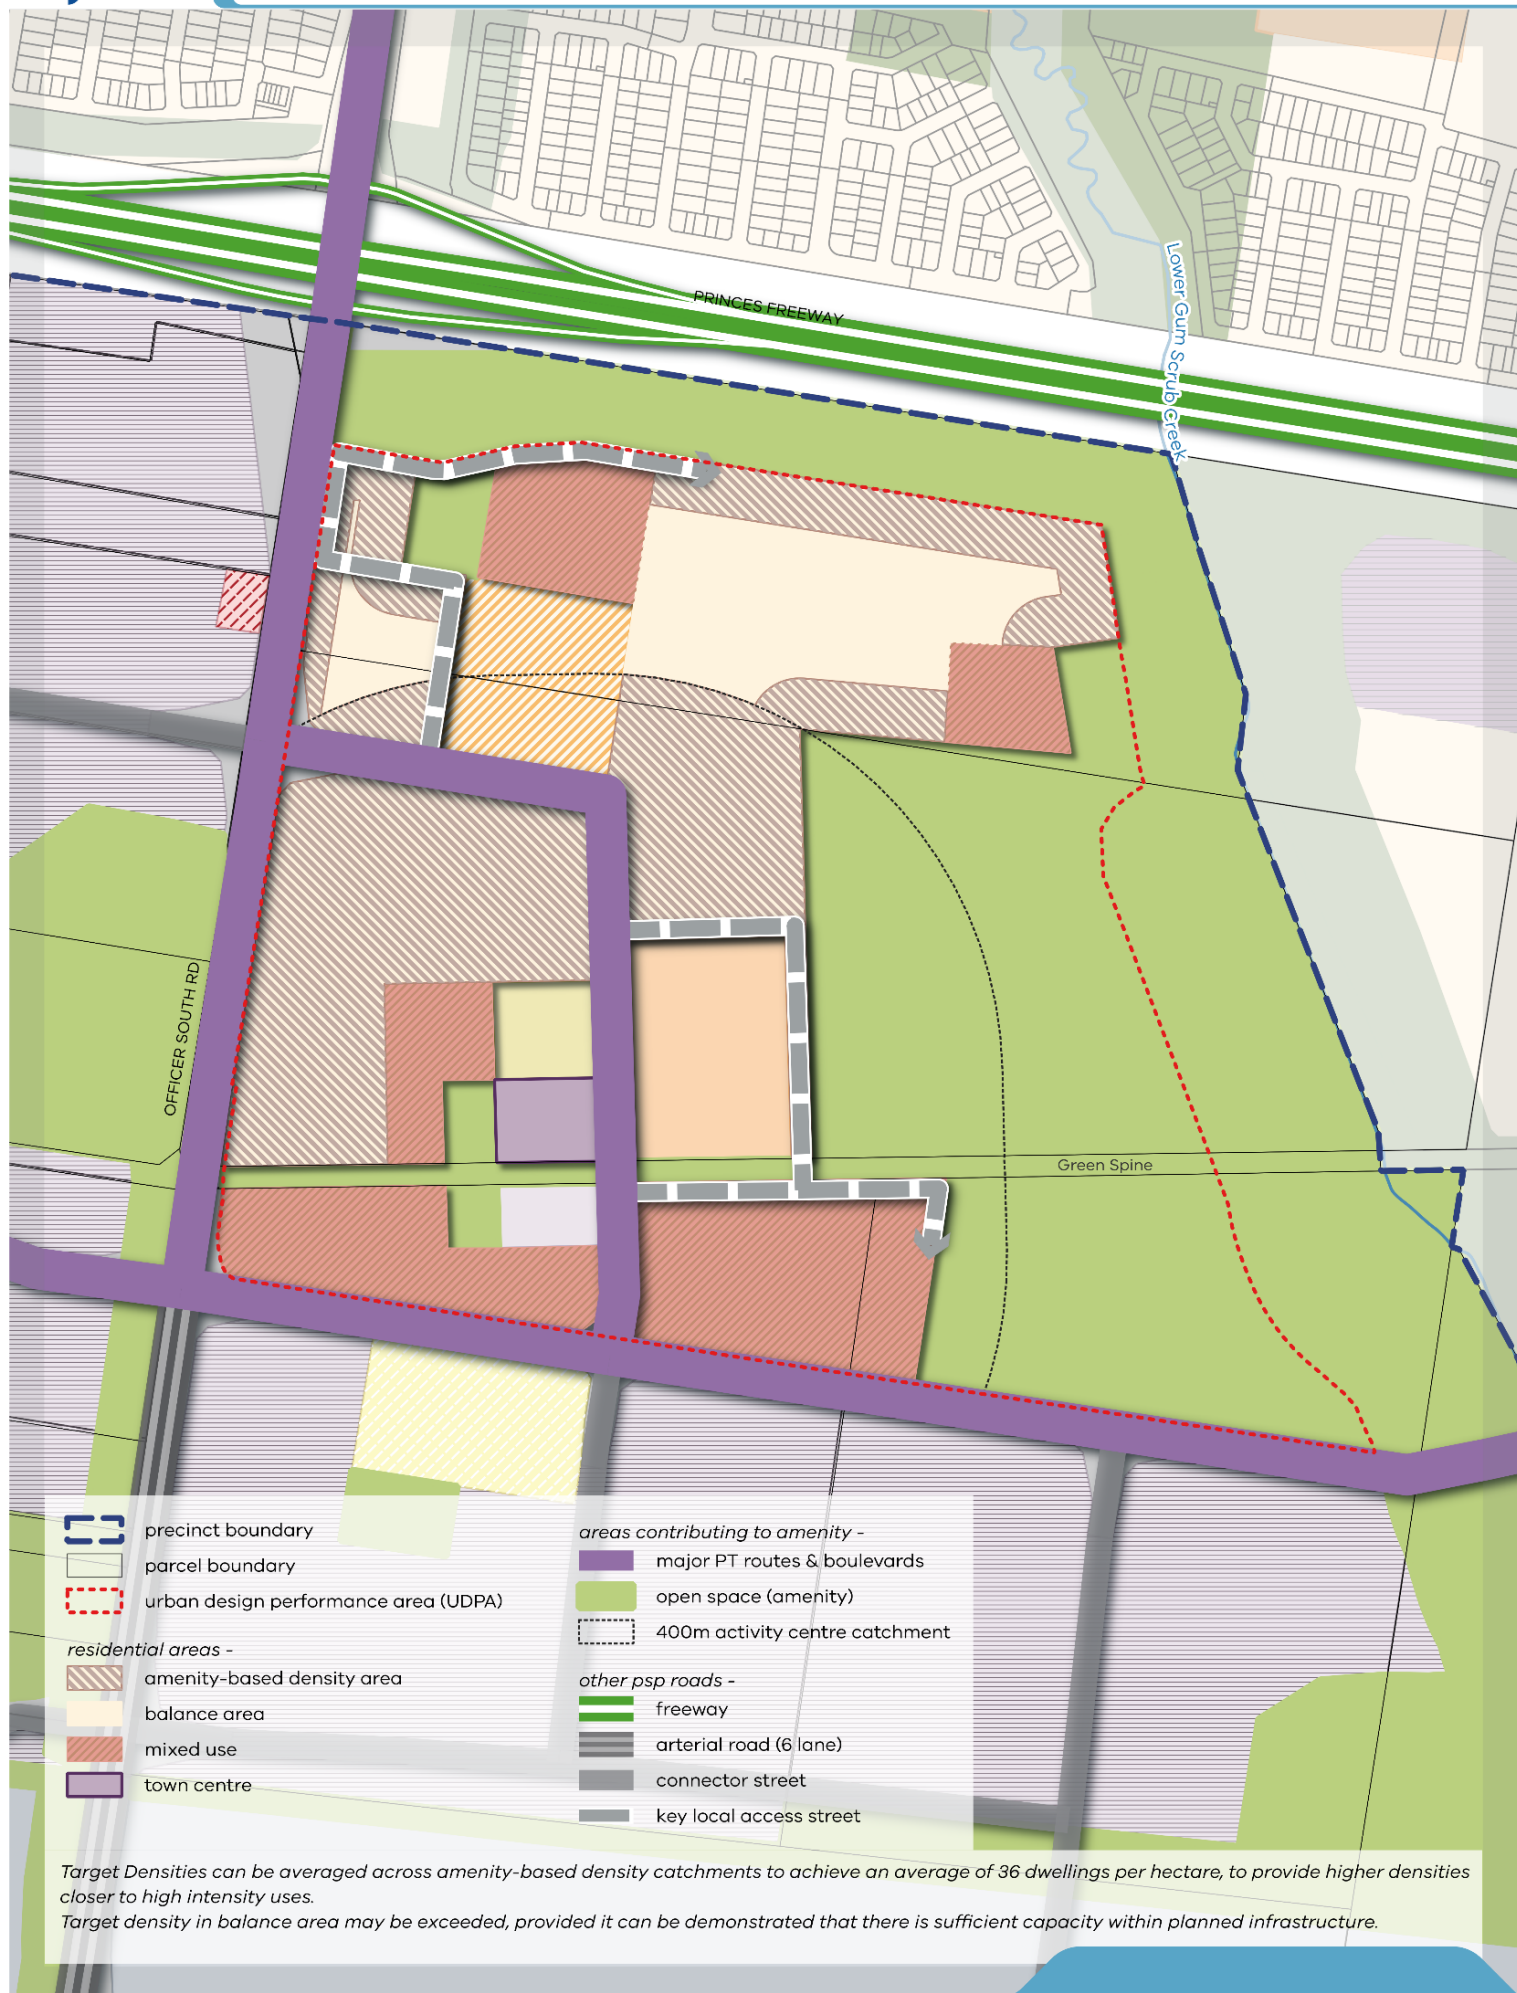 PRINCES FREEWAY
Lower Gum Scrub Creek
OFFICER SOUTH RD
Green Spine
precinct boundary
parcel boundary
urban design performance area (UDPA)
residential areas -
amenity-based density area
balance area
mixed use
town centre
areas contributing to amenity -
major PT routes & boulevards
open space (amenity)
400m activity centre catchment
other psp roads -
freeway
arterial road (6 lane)
connector street
key local access street
Target Densities can be averaged across amenity-based density catchments to achieve an average of 36 dwellings per hectare, to provide higher densities
closer to high intensity uses.
Target density in balance area may be exceeded, provided it can be demonstrated that there is sufficient capacity within planned infrastructure.